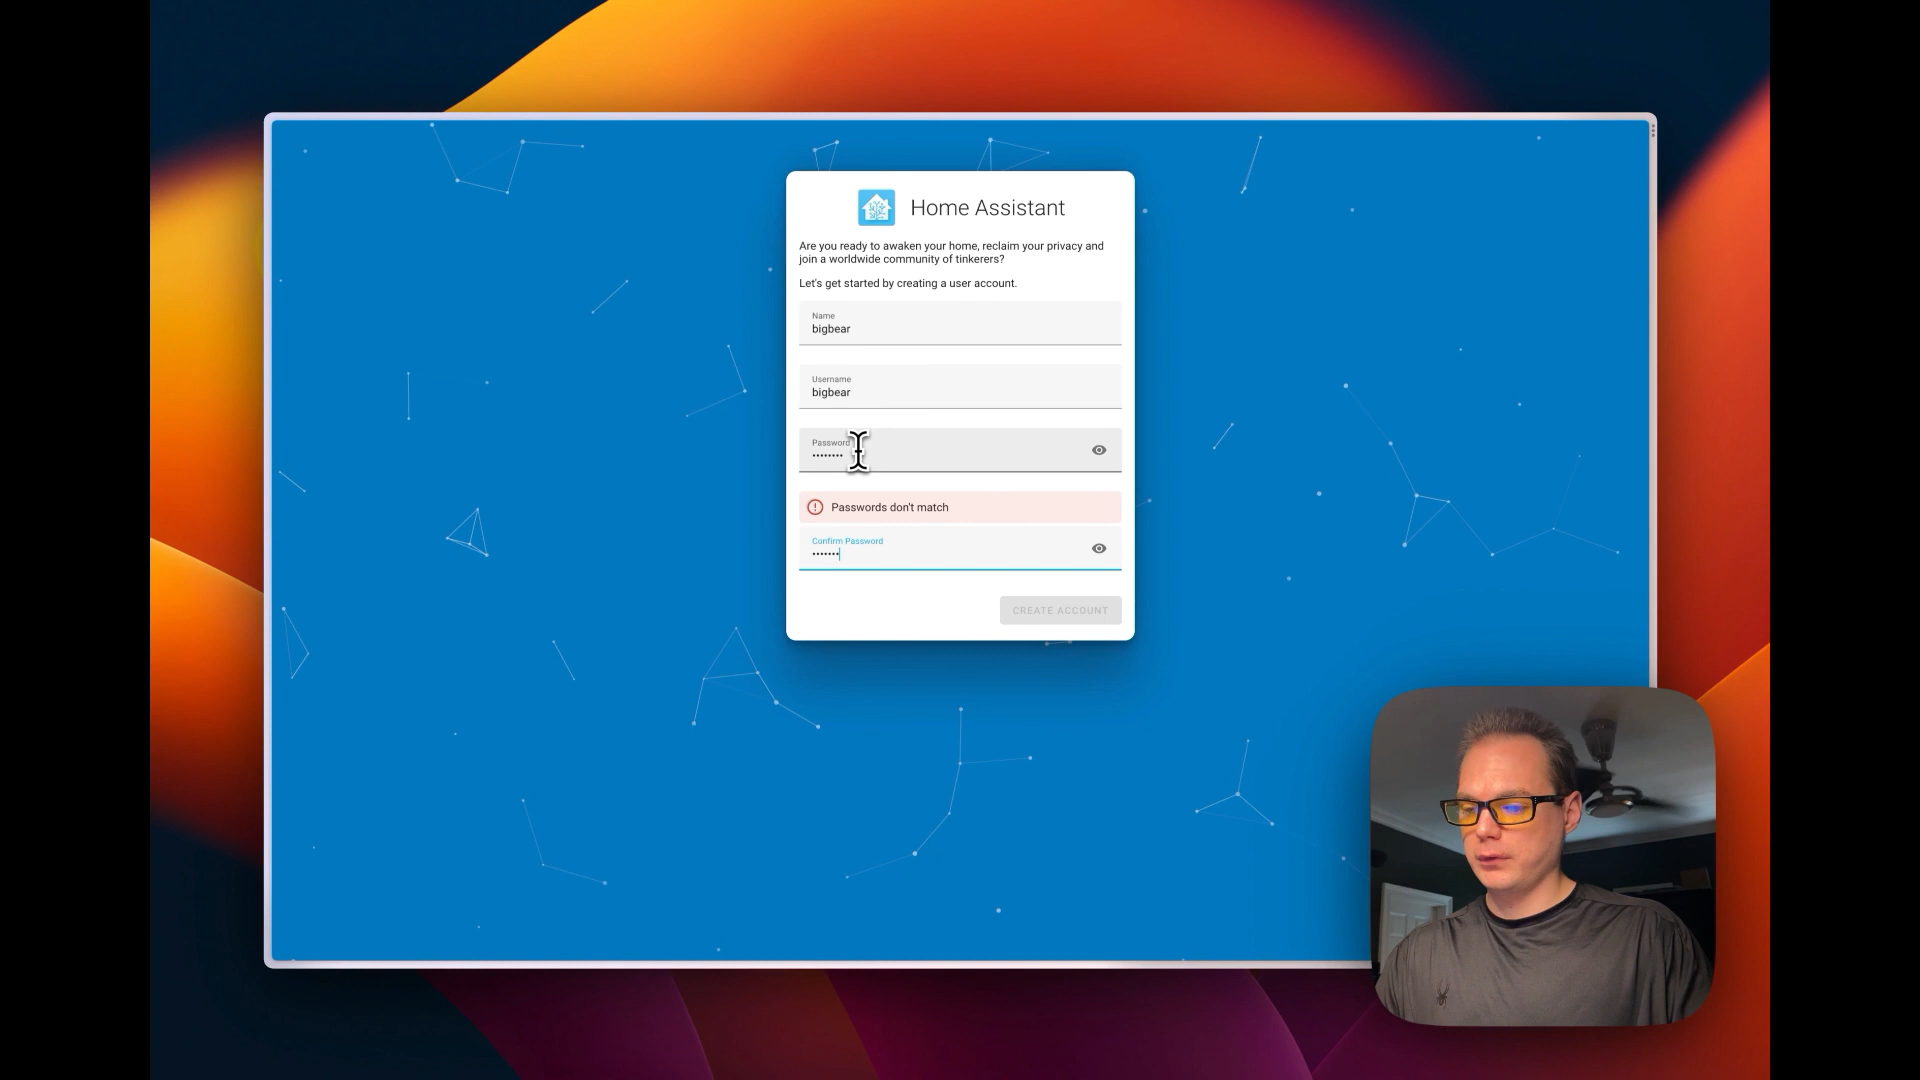 Home Assistant
Are you ready to awaken your home, reclaim your privacy and
join a worldwide community of tinkerers?
Let's get started by creating a user account.
Name
bigbear
Username
bigbear
Password
••••••••
Passwords don't match
Confirm Password
•••••••
CREATE ACCOUNT